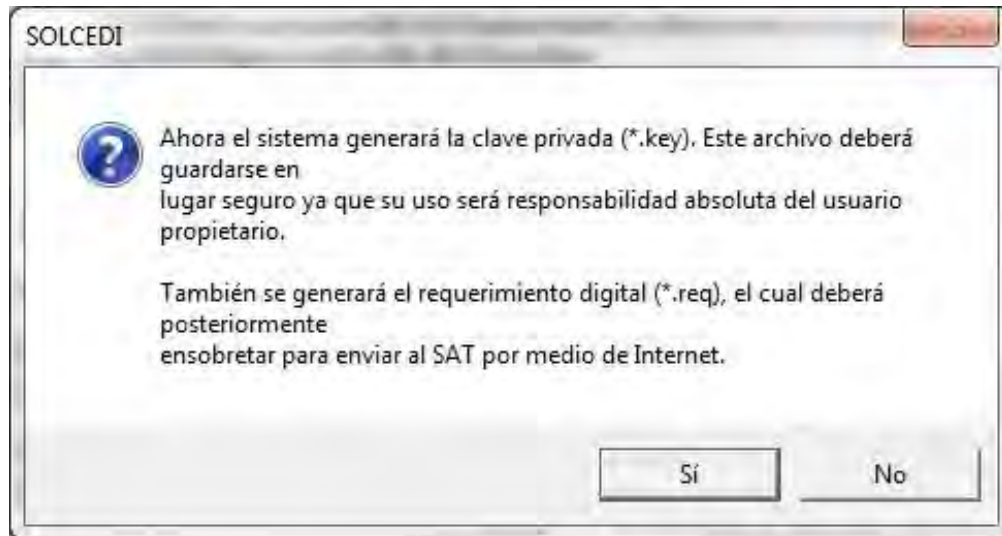 SOLCEDI
Ahora el sistema generará la clave privada (*.key). Este archivo deberá
guardarse en
lugar seguro ya que su uso será responsabilidad absoluta del usuario
propietario.
También se generará el requerimiento digital (*.req), el cual deberá
posteriormente
ensobretar para enviar al SAT por medio de Internet.
Sí No